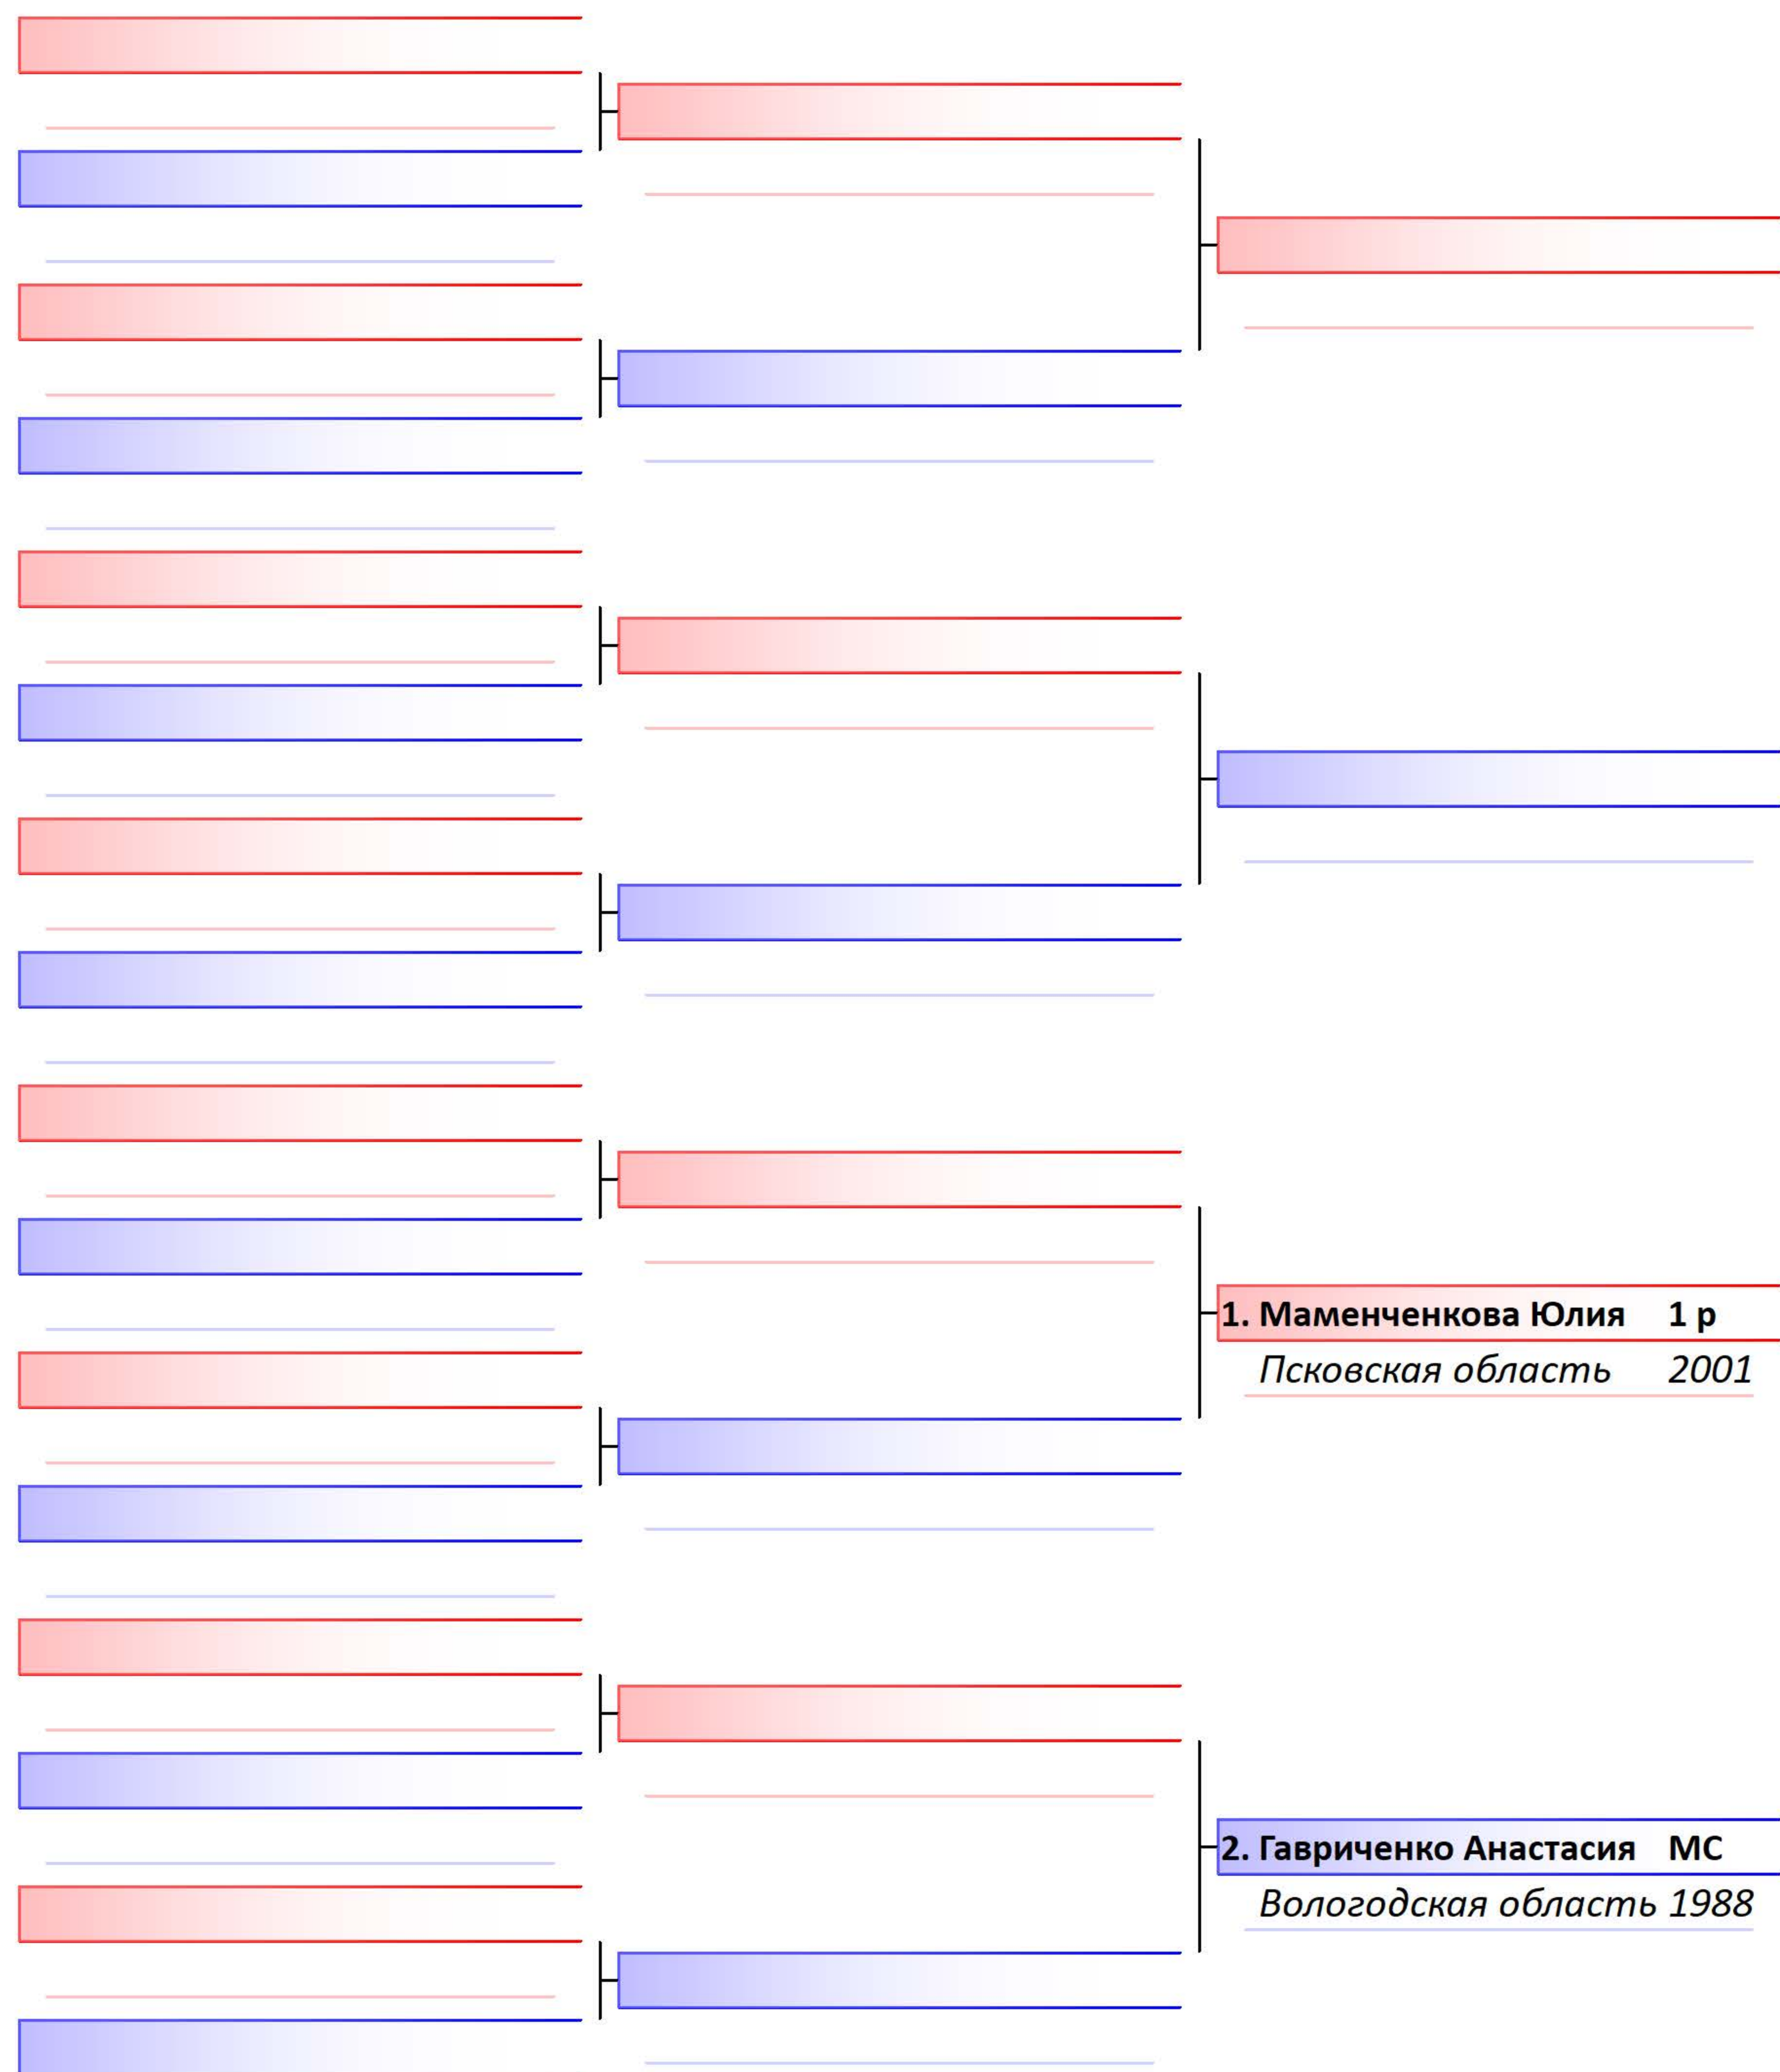 1. Маменченкова Юлия 1 р
Псковская область 2001
2. Гавриченко Анастасия МС
Вологодская область 1988